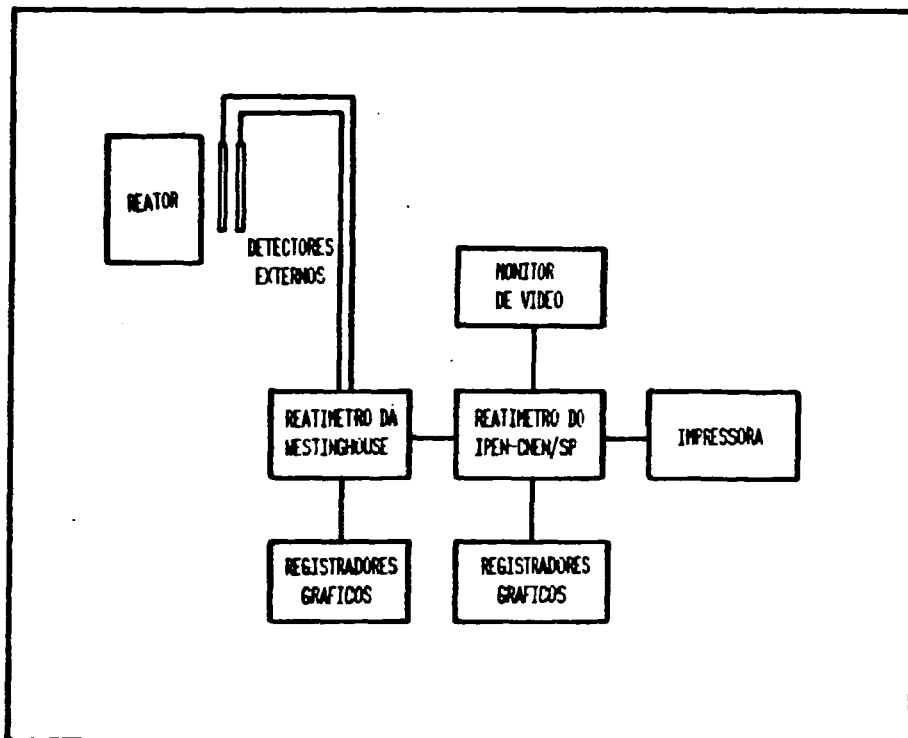 REATOR
DETECTORES
EXTERNOS
MONITOR
DE VIDEO
REATIMETRO DA
WESTINGHOUSE
REATIMETRO DO
IPEN-CNEN/SP
IMPRESSORA
REGISTRADORES
GRAFICOS
REGISTRADORES
GRAFICOS